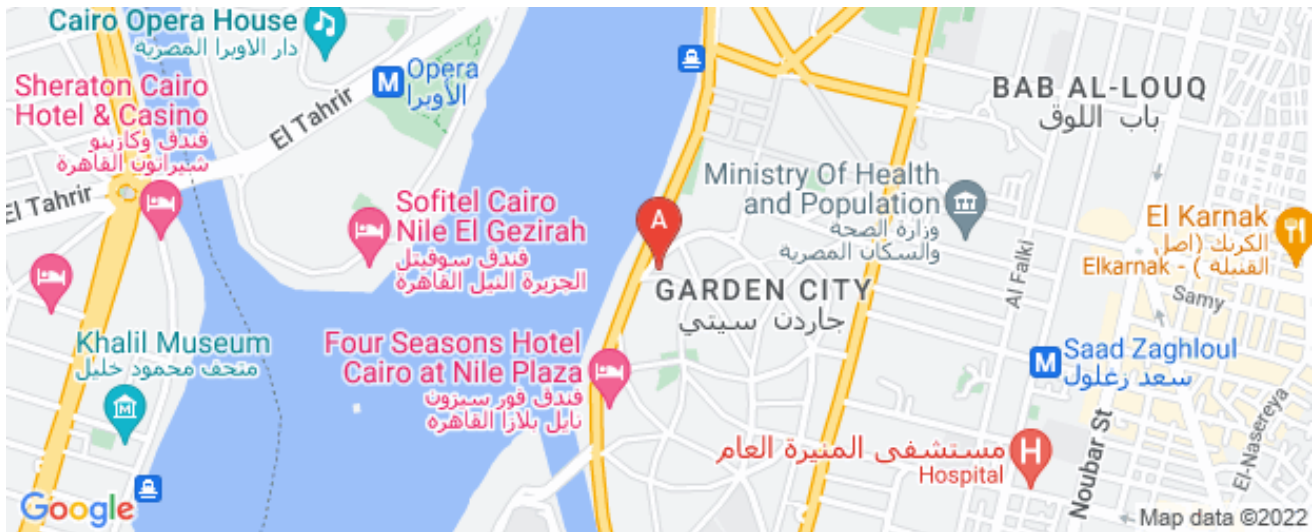 Cairo Opera House
دار الاوبرا المصرية
Sheraton Cairo
Hotel & Casino
فندق وكازينو
شيراتون القاهرة
El Tahrir
El Tahrir
M
Opera
الأوبرا
BAB AL-LOUQ
باب اللوق
Ministry Of Health
and Population
وزارة الصحة
والسكان المصرية
Sofitel Cairo
Nile El Gezirah
فندق سوفيتل
الجزيرة النيل القاهرة
A
GARDEN CITY
جاردن سيتي
El Karnak
الكرنك (اصل
القنبلة ) - Elkarnak
Al Falki
Samy
Khalil Museum
متحف محمود خليل
M
Four Seasons Hotel
Cairo at Nile Plaza
فندق فور سيزون
نايل بلازا القاهرة
M
Saad Zaghloul
سعد زغلول
مستشفى المنيرة العام
Hospital
H
Noubar St
El-Nasereya
Google
Map data ©2022